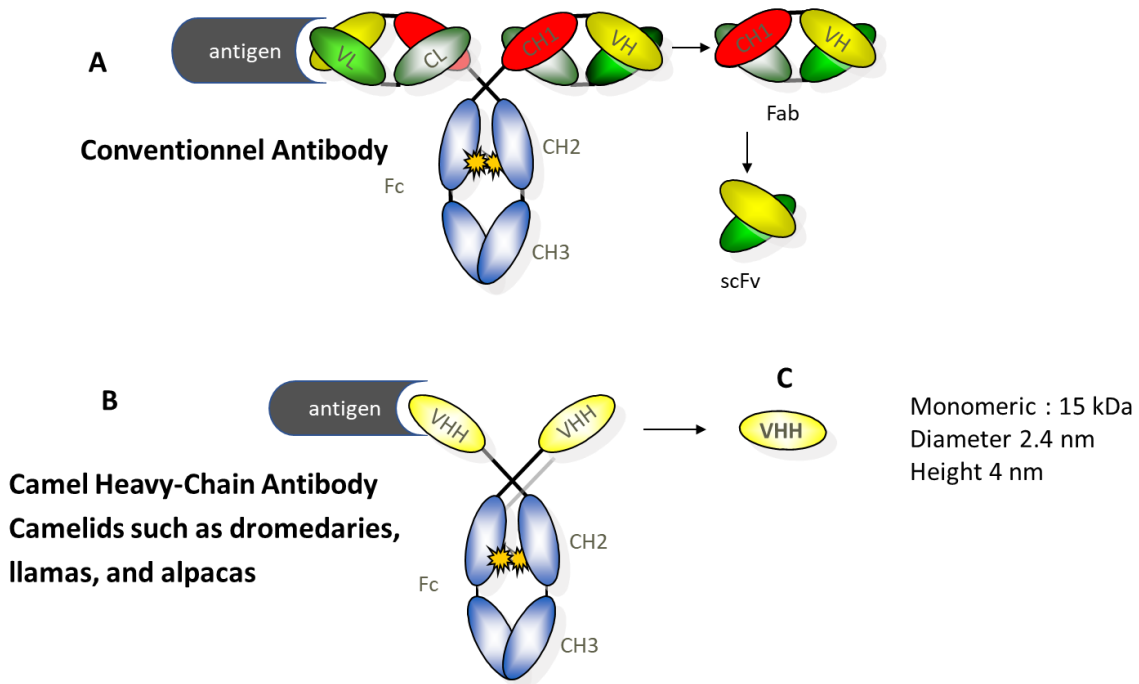 A
antigen
VL
CL
CH1
VH
CH1
VH
Fab
Conventionnel Antibody
CH2
Fc
CH3
scFv
B
antigen
VHH
VHH
C
VHH
Monomeric : 15 kDa
Diameter 2.4 nm
Height 4 nm
Camel Heavy-Chain Antibody
Camelids such as dromedaries,
llamas, and alpacas
CH2
Fc
CH3